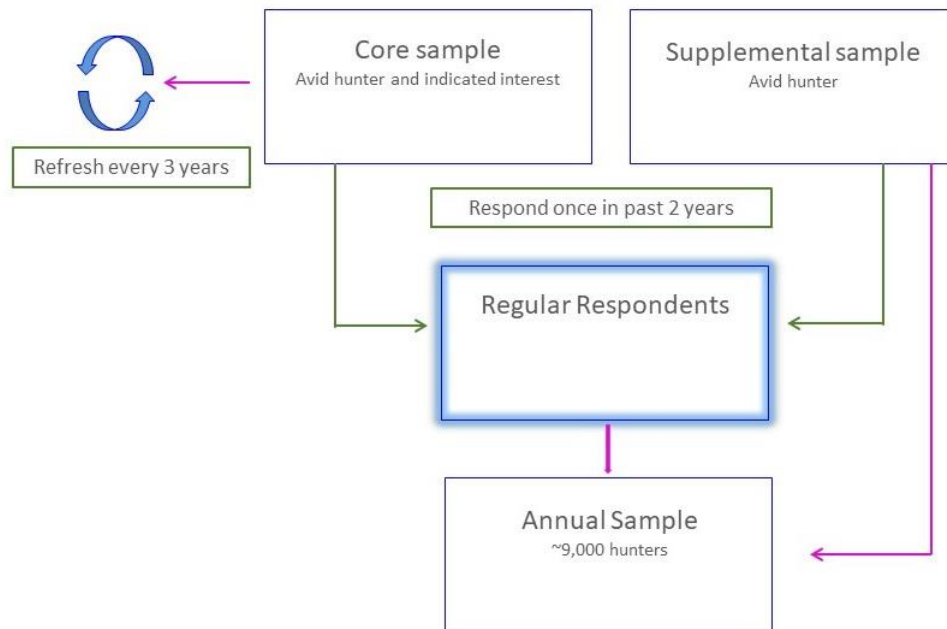 Core sample
Avid hunter and indicated interest
Supplemental sample
Avid hunter
Refresh every 3 years
Respond once in past 2 years
Regular Respondents
Annual Sample
~9,000 hunters